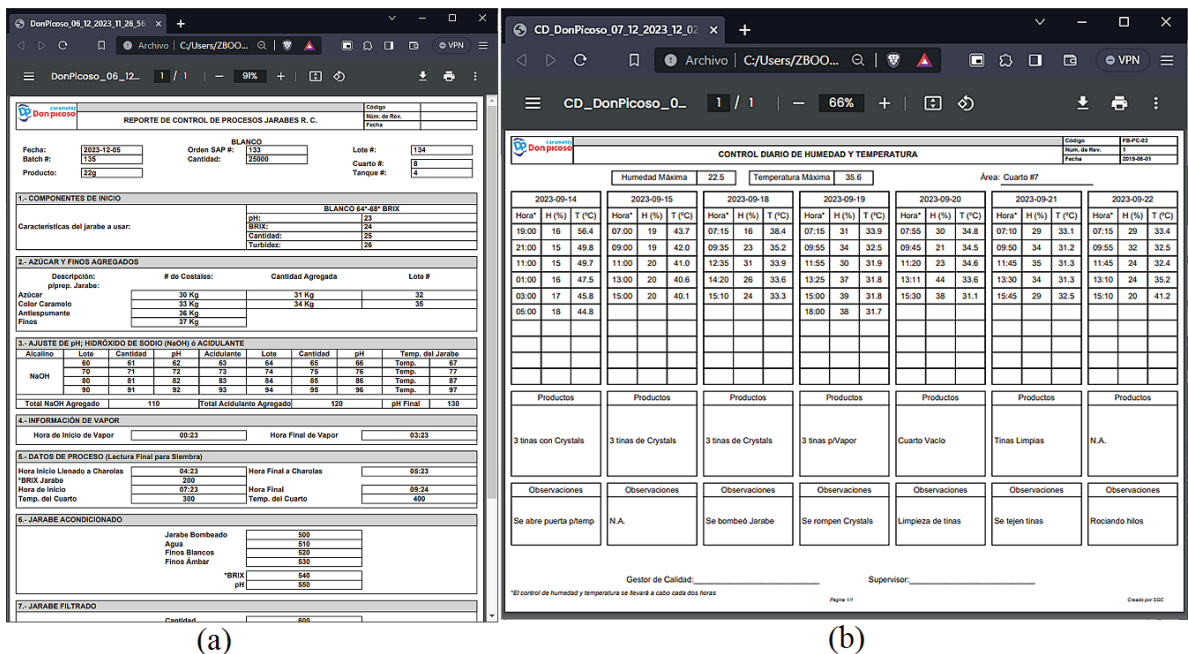 DonPicoso_06_12_2023_11_26_56.
Archivo C:/Users/ZBOO... VPN
DonPicoso_06_12... 1 / 1 91%
caramelos
Don picoso
REPORTE DE CONTROL DE PROCESOS JARABES R. C.
Código
Núm. de Rev.
Fecha
BLANCO
Fecha: 2023-12-05 Orden SAP #: 133 Lote #: 134
Batch #: 135 Cantidad: 25000 Cuarto #: 8
Producto: 22g Tanque #: 4
1.- COMPONENTES DE INICIO
BLANCO 64°-68° BRIX
Características del jarabe a usar:
pH: 23
BRIX: 24
Cantidad: 25
Turbidez: 26
2.- AZÚCAR Y FINOS AGREGADOS
Descripción: # de Costales: Cantidad Agregada Lote #
p/prep. Jarabe:
Azúcar 30 Kg 31 Kg 32
Color Caramelo 33 Kg 34 Kg 35
Antiespumante 36 Kg
Finos 37 Kg
3.- AJUSTE DE pH; HIDRÓXIDO DE SODIO (NaOH) ó ACIDULANTE
Alcalino Lote Cantidad pH Acidulante Lote Cantidad pH Temp. del Jarabe
NaOH
60 61 62 63 64 65 66 Temp. 67
70 71 72 73 74 75 76 Temp. 77
80 81 82 83 84 85 86 Temp. 87
90 91 92 93 94 95 96 Temp. 97
Total NaOH Agregado 110 Total Acidulanto Agregado 120 pH Final 130
4.- INFORMACIÓN DE VAPOR
Hora de Inicio de Vapor 00:23 Hora Final de Vapor 03:23
5.- DATOS DE PROCESO (Lectura Final para Siembra)
Hora Inicio Llenado a Charolas 04:23 Hora Final a Charolas 05:23
*BRIX Jarabe 200
Hora de Inicio 07:23 Hora Final 09:24
Temp. del Cuarto 300 Temp. del Cuarto 400
6.- JARABE ACONDICIONADO
Jarabe Bombeado 500
Agua 510
Finos Blancos 520
Finos Ámbar 530
*BRIX 540
pH 550
7.- JARABE FILTRADO
Cantidad 600
(a)
CD_DonPicoso_07_12_2023_12_02
Archivo C:/Users/ZBOO... VPN
CD_DonPicoso_0... 1 / 1 66%
caramelos
Don picoso
CONTROL DIARIO DE HUMEDAD Y TEMPERATURA
Código FB-PC-02
Núm. de Rev. 1
Fecha 2019-06-01
Humedad Máxima 22.5 Temperatura Máxima 35.6 Área: Cuarto #7
2023-09-14 2023-09-15 2023-09-18 2023-09-19 2023-09-20 2023-09-21 2023-09-22
Hora* H (%) T (ºC) Hora* H (%) T (ºC) Hora* H (%) T (ºC) Hora* H (%) T (ºC) Hora* H (%) T (ºC) Hora* H (%) T (ºC) Hora* H (%) T (ºC)
19:00 16 56.4 07:00 19 43.7 07:15 16 38.4 07:15 31 33.9 07:55 30 34.8 07:10 29 33.1 07:15 29 33.4
21:00 15 49.8 09:00 19 42.0 09:35 23 35.2 09:55 34 32.5 09:45 21 34.5 09:50 34 31.2 09:55 32 32.5
11:00 15 49.7 11:00 20 41.0 12:35 31 33.9 11:55 30 31.9 11:20 23 34.6 11:45 35 31.3 11:45 24 32.4
01:00 16 47.5 13:00 20 40.6 14:20 26 33.6 13:25 37 31.8 13:11 44 33.6 13:30 34 31.3 13:10 24 35.2
03:00 17 45.8 15:00 20 40.1 15:10 24 33.3 15:00 39 31.8 15:30 38 31.1 15:45 29 32.5 15:10 20 41.2
05:00 18 44.8 18:00 38 31.7
Productos Productos Productos Productos Productos Productos Productos
3 tinas con Crystals 3 tinas de Crystals 3 tinas de Crystals 3 tinas p/Vapor Cuarto Vacío Tinas Limpias N.A.
Observaciones Observaciones Observaciones Observaciones Observaciones Observaciones Observaciones
Se abre puerta p/temp N.A. Se bombeó Jarabe Se rompen Crystals Limpieza de tinas Se tejen tinas Rociando hilos
Gestor de Calidad: Supervisor:
*El control de humedad y temperatura se llevará a cabo cada dos horas
Página 1/1 Creado por SGC
(b)